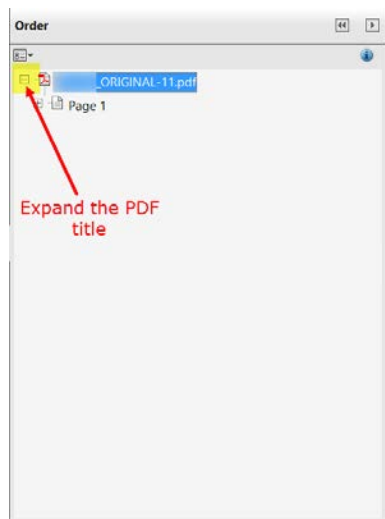 Order
_ORIGINAL-11.pdf
Page 1
Expand the PDF
title